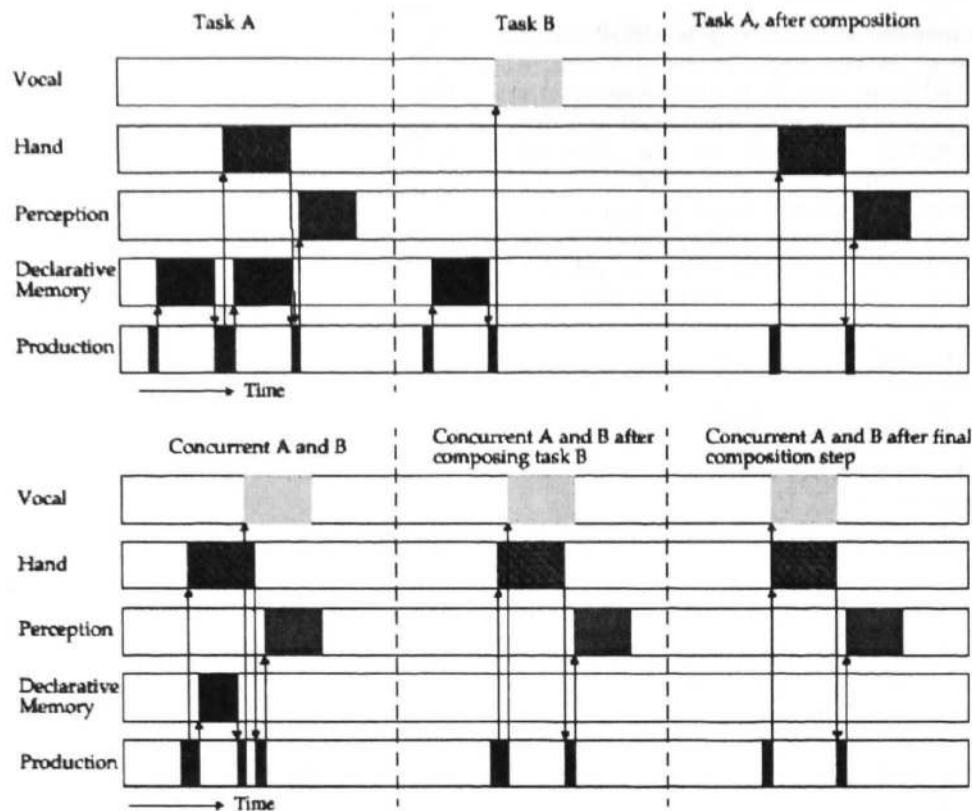 Task A
Task B
Task A, after composition
Vocal
Hand
Perception
Declarative
Memory
Production
Time
Concurrent A and B
Concurrent A and B after
composing task B
Concurrent A and B after final
composition step
Vocal
Hand
Perception
Declarative
Memory
Production
Time